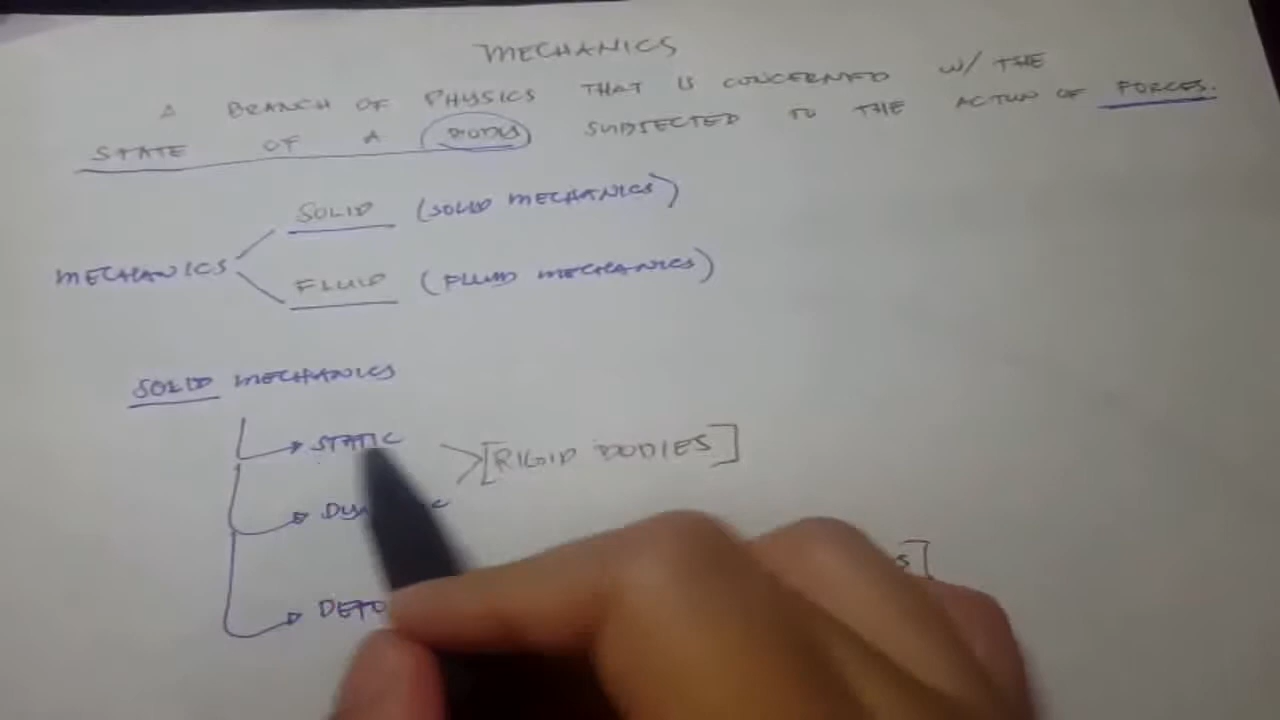 MECHANICS
A BRANCH OF PHYSICS THAT IS CONCERNED W/ THE
STATE OF A BODY SUBJECTED TO THE ACTION OF FORCES.
SOLID (SOLID MECHANICS)
MECHANICS
FLUID (FLUID MECHANICS)
SOLID MECHANICS
STATIC
[RIGID BODIES]